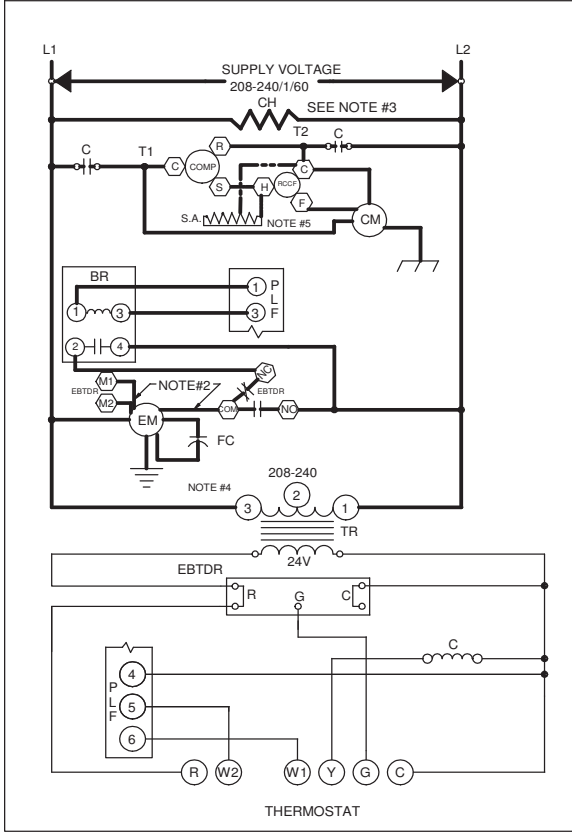 L1 L2
SUPPLY VOLTAGE
208-240/1/60
CH SEE NOTE #3
C T1 T2 C
R
C COMP C
S H RCCF
F
S.A. NOTE #5 CM
BR
1 3 1 P
L
3 F
2 4
NC
M1 NOTE#2
EBTDR EBTDR
M2 COM NO
EM
FC
NOTE #4 208-240
3 2 1
TR
24V
EBTDR
R G C
C
4
P
L 5
F
6
R W2 W1 Y G C
THERMOSTAT